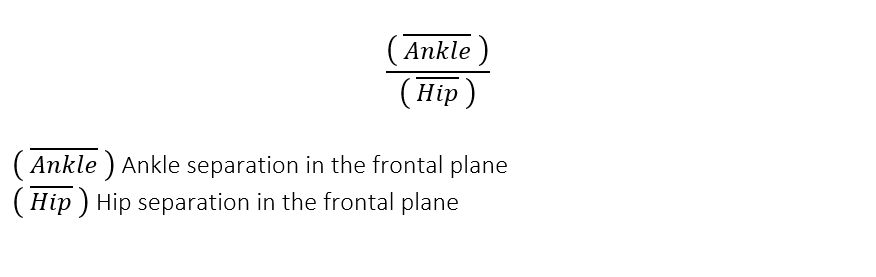 ( Ankle )
( Hip )
( Ankle ) Ankle separation in the frontal plane
( Hip ) Hip separation in the frontal plane